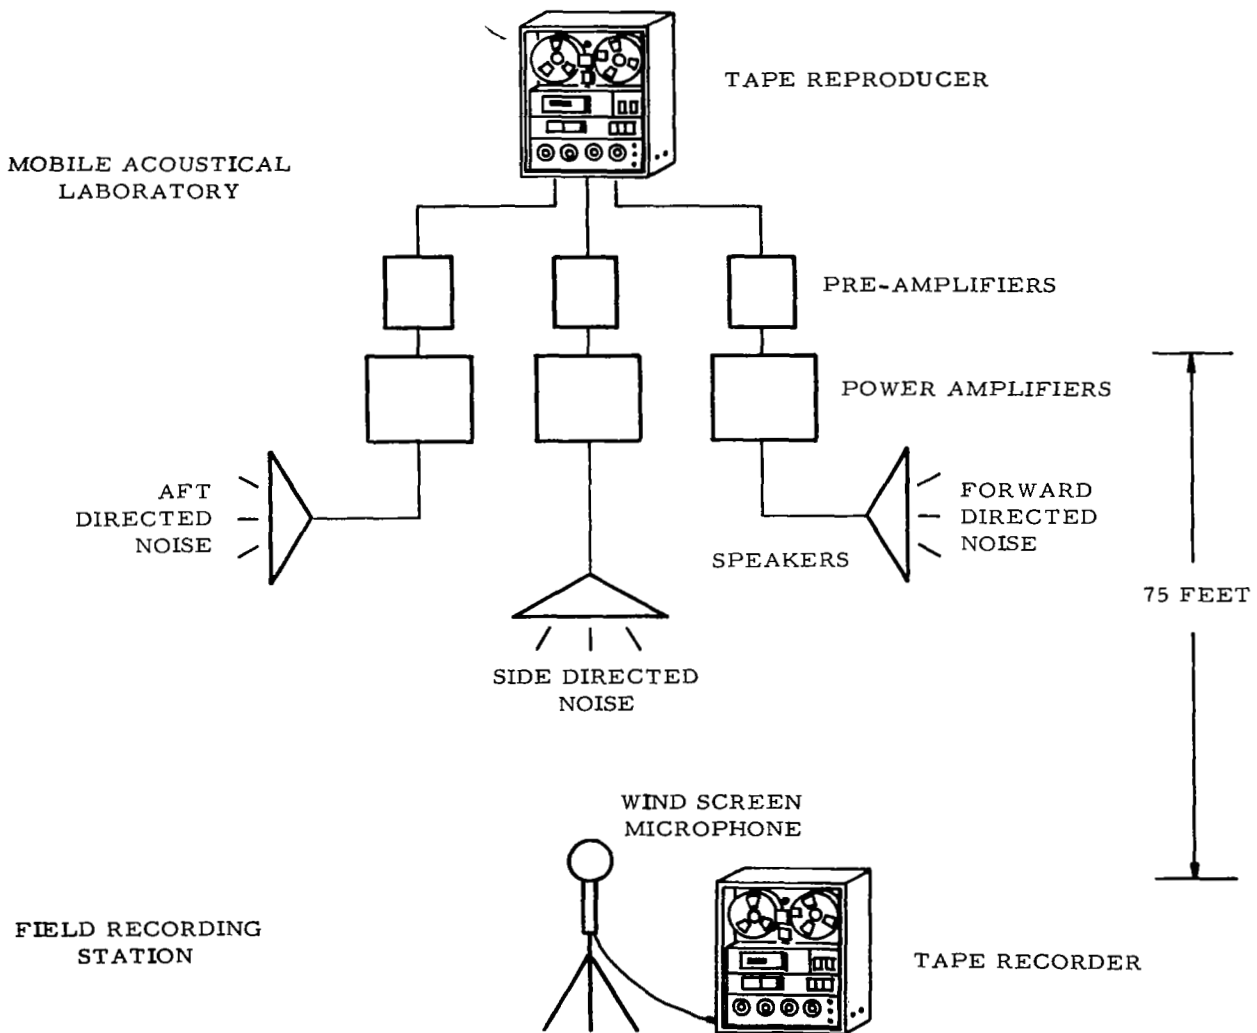 TAPE REPRODUCER
MOBILE ACOUSTICAL
LABORATORY
PRE-AMPLIFIERS
POWER AMPLIFIERS
AFT
DIRECTED
NOISE
FORWARD
DIRECTED
NOISE
SPEAKERS
75 FEET
SIDE DIRECTED
NOISE
WIND SCREEN
MICROPHONE
FIELD RECORDING
STATION
TAPE RECORDER